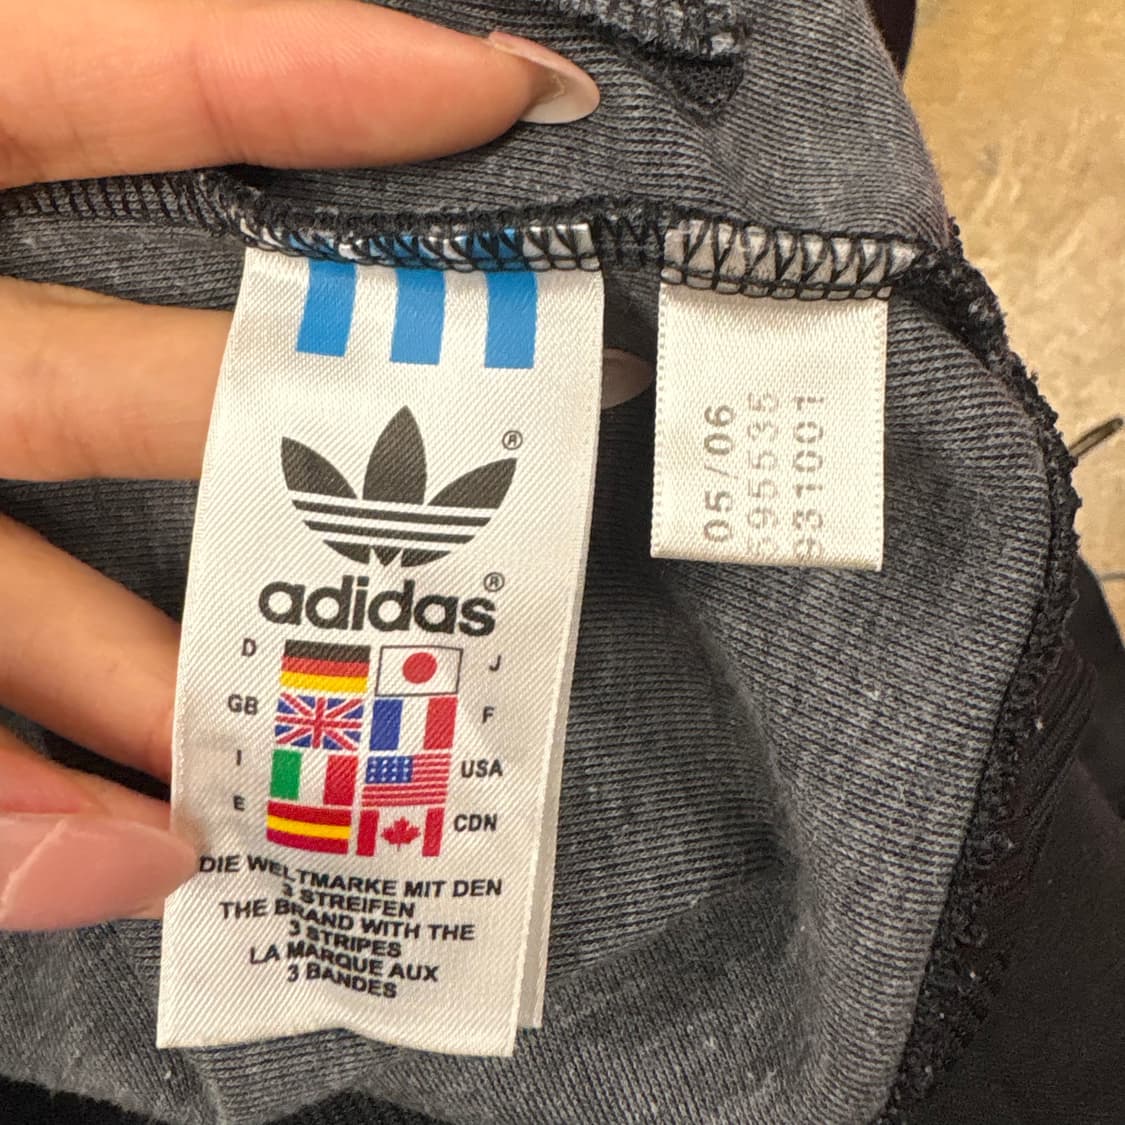 ®
adidas®
D
J
GB
F
I
USA
E
CDN
DIE WELTMARKE MIT DEN
3 STREIFEN
THE BRAND WITH THE
3 STRIPES
LA MARQUE AUX
3 BANDES
05/06
695535
931001